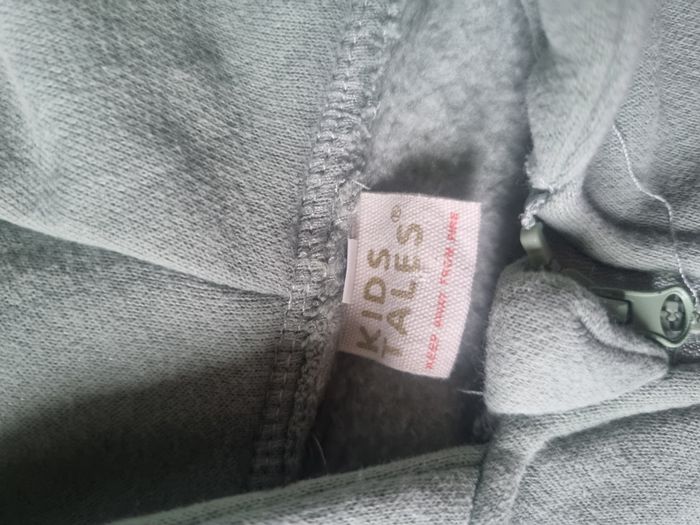 KIDS
TALES®
KEEP AWAY FROM FIRE